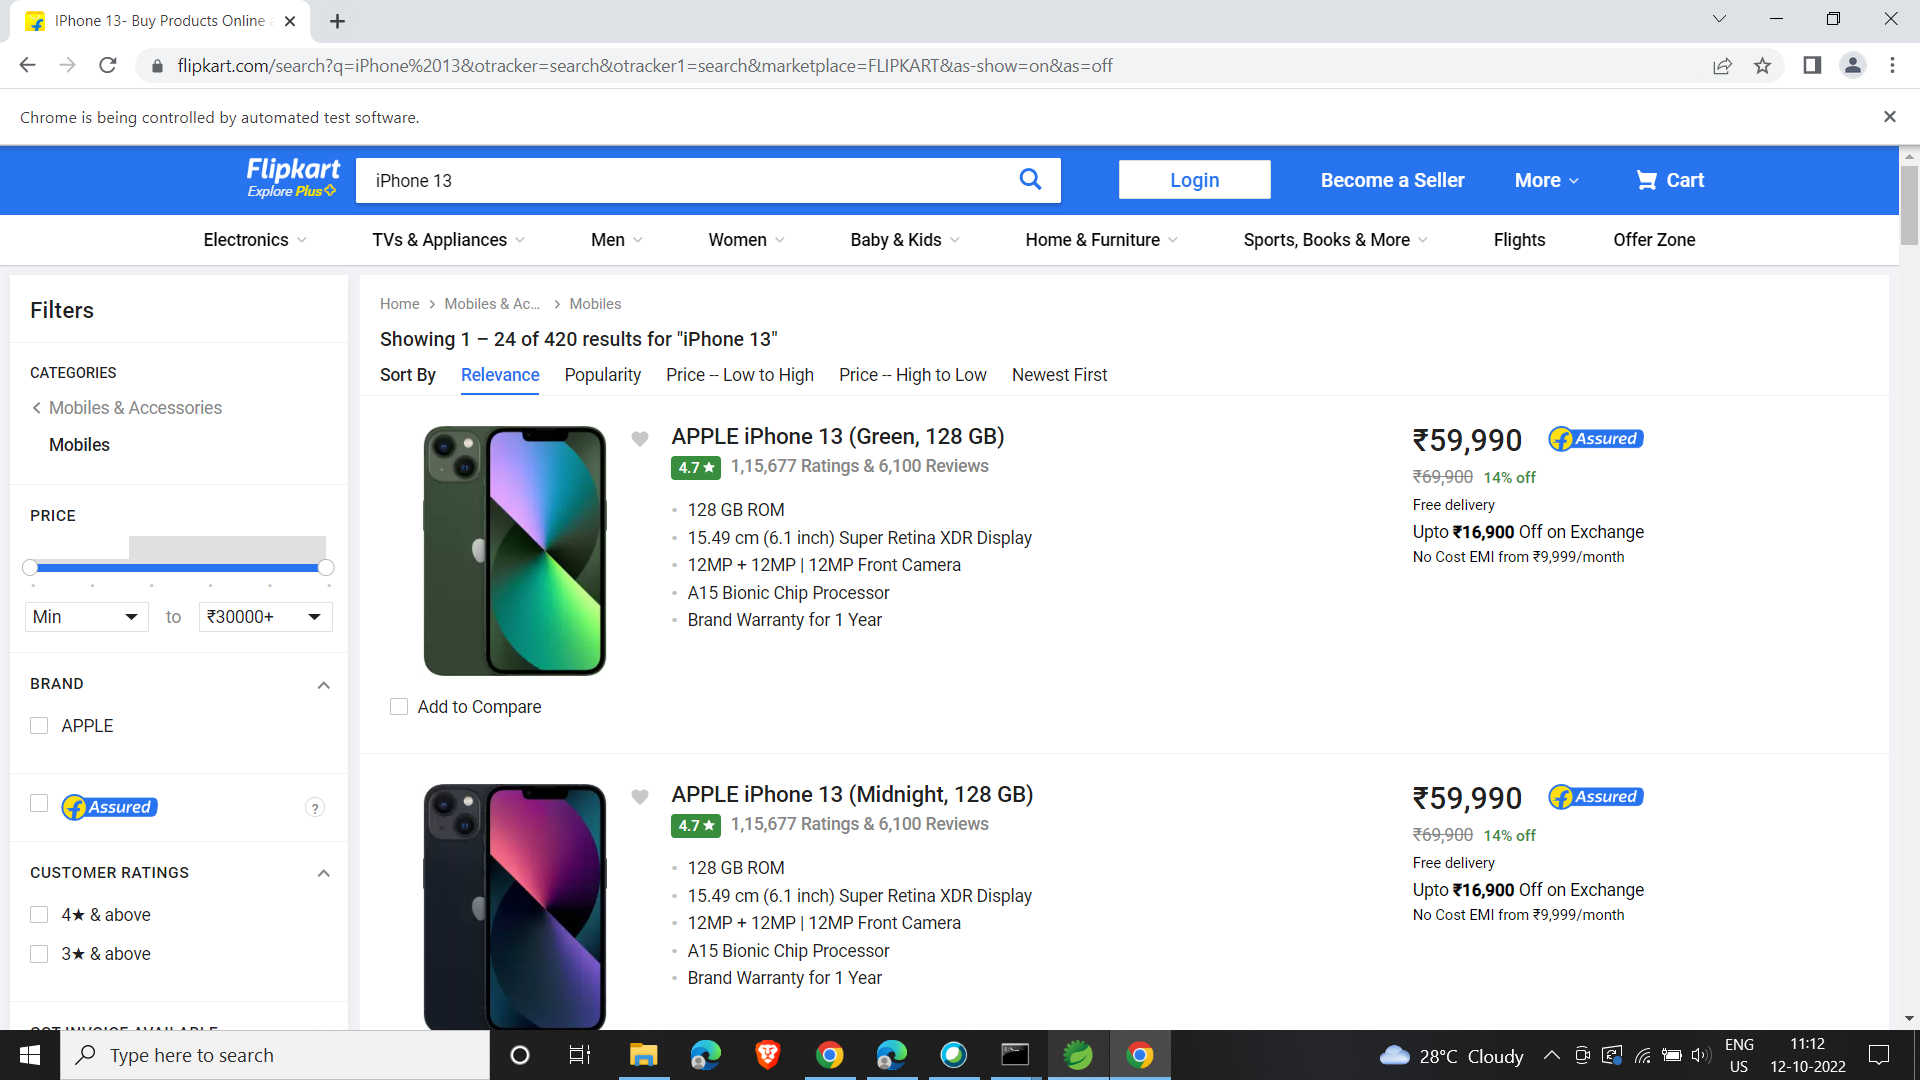 IPhone 13- Buy Products Online
flipkart.com/search?q=iPhone%2013&otracker=search&otracker1=search&marketplace=FLIPKART&as-show=on&as=off
Chrome is being controlled by automated test software.
Flipkart
Explore Plus
iPhone 13
Login
Become a Seller
More
Cart
Electronics
TVs & Appliances
Men
Women
Baby & Kids
Home & Furniture
Sports, Books & More
Flights
Offer Zone
Filters
CATEGORIES
Mobiles & Accessories
Mobiles
PRICE
Min to ₹30000+
BRAND
APPLE
Assured
?
CUSTOMER RATINGS
4★ & above
3★ & above
GST INVOICE AVAILABLE
Home > Mobiles & Ac... > Mobiles
Showing 1 – 24 of 420 results for "iPhone 13"
Sort By Relevance Popularity Price -- Low to High Price -- High to Low Newest First
APPLE iPhone 13 (Green, 128 GB)
4.7★ 1,15,677 Ratings & 6,100 Reviews
128 GB ROM
15.49 cm (6.1 inch) Super Retina XDR Display
12MP + 12MP | 12MP Front Camera
A15 Bionic Chip Processor
Brand Warranty for 1 Year
Add to Compare
₹59,990 Assured
₹69,900 14% off
Free delivery
Upto ₹16,900 Off on Exchange
No Cost EMI from ₹9,999/month
APPLE iPhone 13 (Midnight, 128 GB)
4.7★ 1,15,677 Ratings & 6,100 Reviews
128 GB ROM
15.49 cm (6.1 inch) Super Retina XDR Display
12MP + 12MP | 12MP Front Camera
A15 Bionic Chip Processor
Brand Warranty for 1 Year
₹59,990 Assured
₹69,900 14% off
Free delivery
Upto ₹16,900 Off on Exchange
No Cost EMI from ₹9,999/month
Type here to search
28°C Cloudy
ENG
US
11:12
12-10-2022